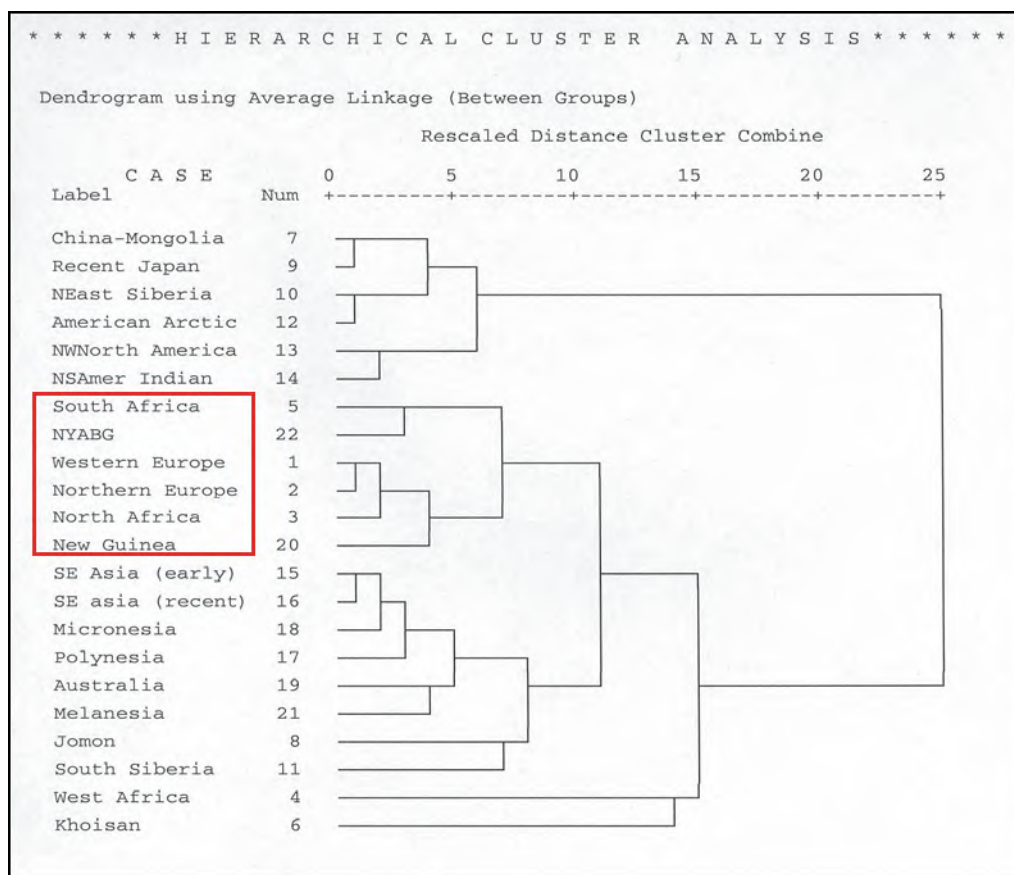 * * * * * * H I E R A R C H I C A L C L U S T E R A N A L Y S I S * * * * * *
Dendrogram using Average Linkage (Between Groups)
Rescaled Distance Cluster Combine
C A S E 0 5 10 15 20 25
Label Num +---------+---------+---------+---------+---------+
China-Mongolia 7
Recent Japan 9
NEast Siberia 10
American Arctic 12
NWNorth America 13
NSAmer Indian 14
South Africa 5
NYABG 22
Western Europe 1
Northern Europe 2
North Africa 3
New Guinea 20
SE Asia (early) 15
SE asia (recent) 16
Micronesia 18
Polynesia 17
Australia 19
Melanesia 21
Jomon 8
South Siberia 11
West Africa 4
Khoisan 6